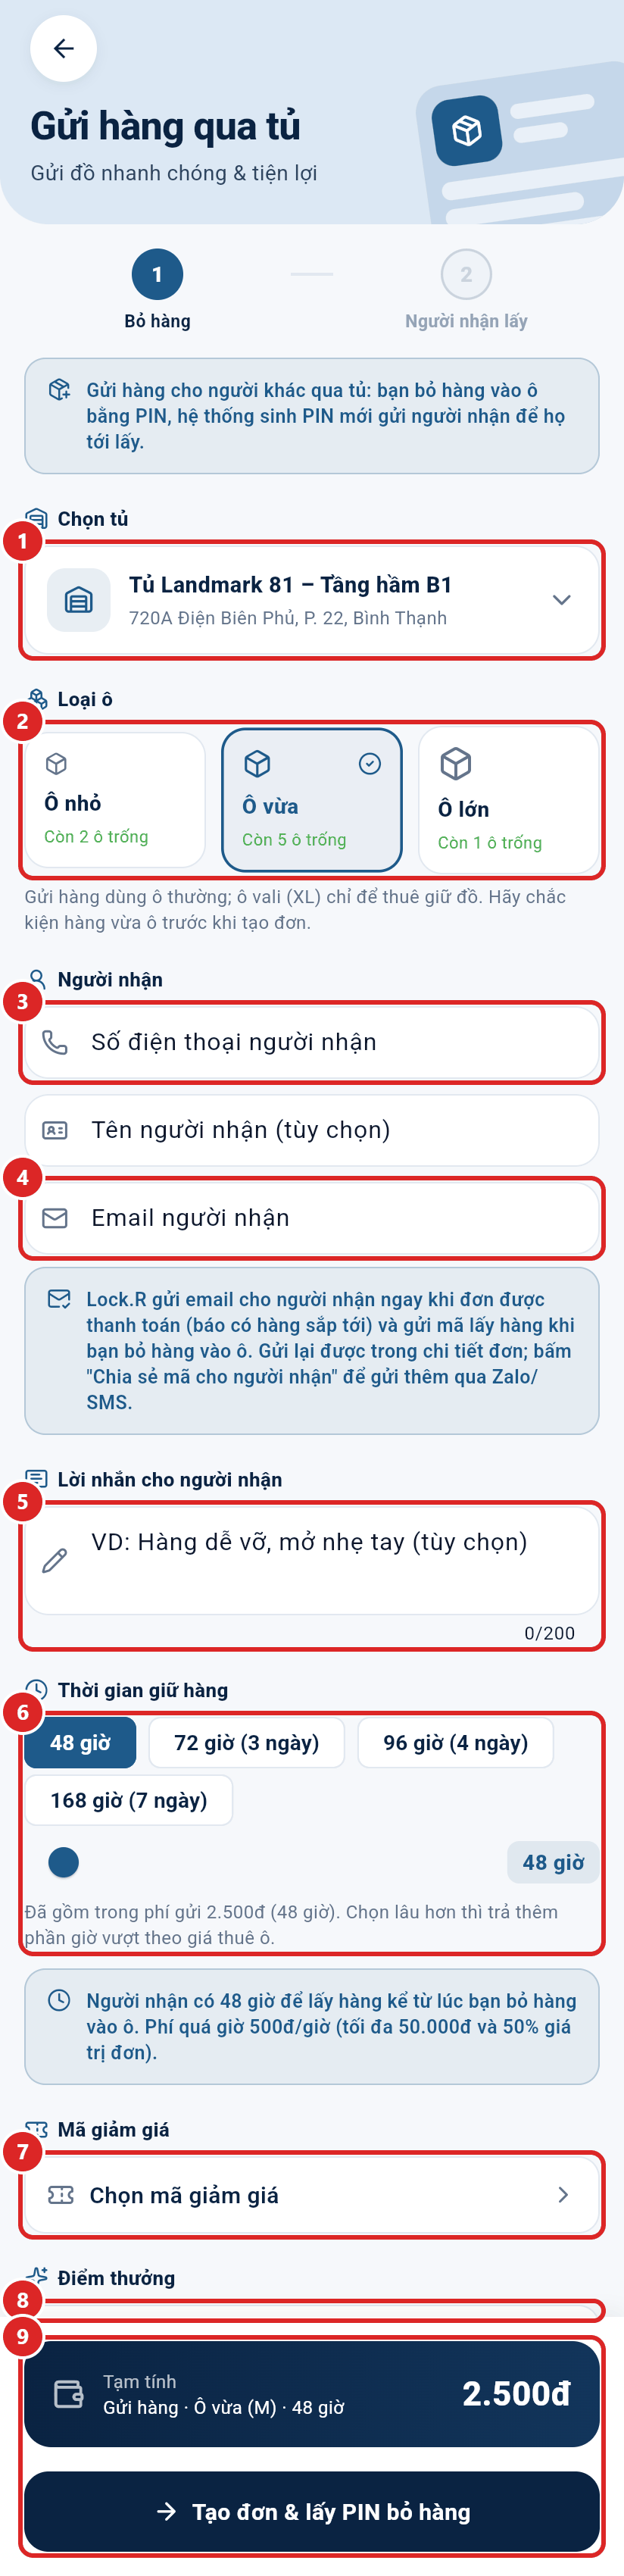 Gửi hàng qua tủ
Gửi đồ nhanh chóng & tiện lợi
1
2
Bỏ hàng
Người nhận lấy
Gửi hàng cho người khác qua tủ: bạn bỏ hàng vào ô
bằng PIN, hệ thống sinh PIN mới gửi người nhận để họ
tới lấy.
Chọn tủ
1
Tủ Landmark 81 – Tầng hầm B1
720A Điện Biên Phủ, P. 22, Bình Thạnh
Loại ô
2
Ô nhỏ
Còn 2 ô trống
Ô vừa
Còn 5 ô trống
Ô lớn
Còn 1 ô trống
Gửi hàng dùng ô thường; ô vali (XL) chỉ để thuê giữ đồ. Hãy chắc
kiện hàng vừa ô trước khi tạo đơn.
Người nhận
3
Số điện thoại người nhận
Tên người nhận (tùy chọn)
4
Email người nhận
Lock.R gửi email cho người nhận ngay khi đơn được
thanh toán (báo có hàng sắp tới) và gửi mã lấy hàng khi
bạn bỏ hàng vào ô. Gửi lại được trong chi tiết đơn; bấm
"Chia sẻ mã cho người nhận" để gửi thêm qua Zalo/
SMS.
Lời nhắn cho người nhận
5
VD: Hàng dễ vỡ, mở nhẹ tay (tùy chọn)
0/200
Thời gian giữ hàng
6
48 giờ
72 giờ (3 ngày)
96 giờ (4 ngày)
168 giờ (7 ngày)
48 giờ
Đã gồm trong phí gửi 2.500đ (48 giờ). Chọn lâu hơn thì trả thêm
phần giờ vượt theo giá thuê ô.
Người nhận có 48 giờ để lấy hàng kể từ lúc bạn bỏ hàng
vào ô. Phí quá giờ 500đ/giờ (tối đa 50.000đ và 50% giá
trị đơn).
Mã giảm giá
7
Chọn mã giảm giá
Điểm thưởng
8
9
Tạm tính
Gửi hàng · Ô vừa (M) · 48 giờ
2.500đ
Tạo đơn & lấy PIN bỏ hàng